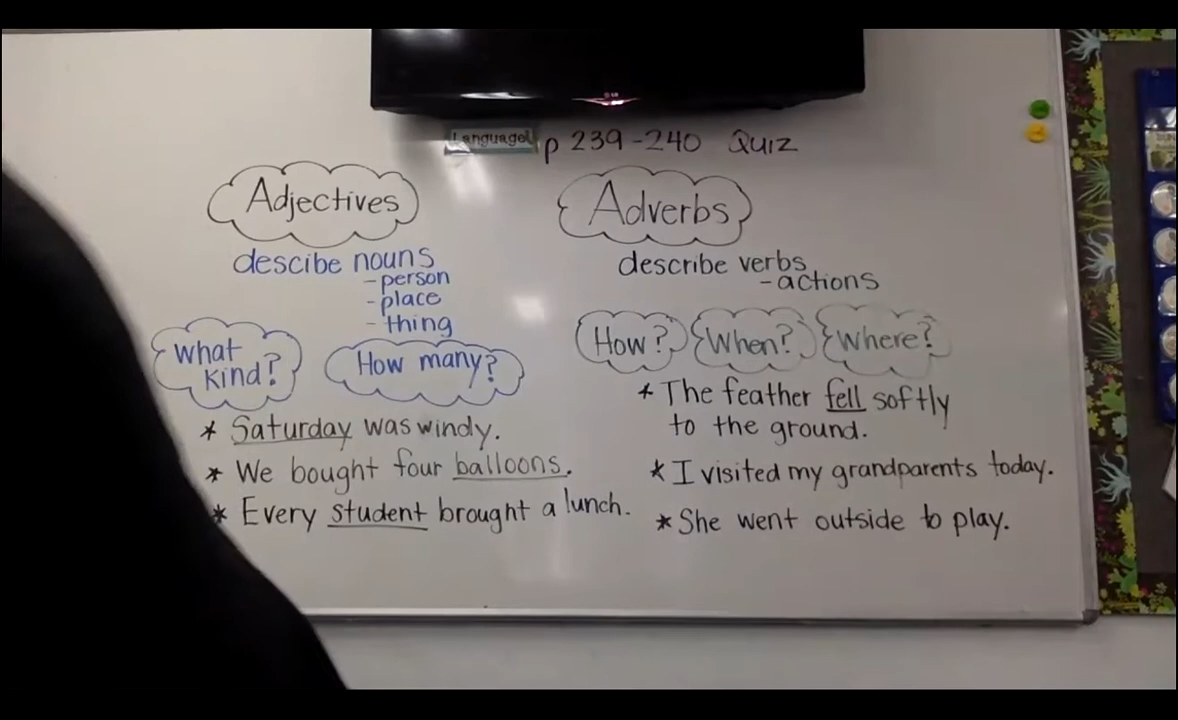 Language
p 239-240 Quiz
Adjectives
descibe nouns
-person
-place
-thing
What
Kind?
How many?
* Saturday was windy.
* We bought four balloons.
* Every student brought a lunch.
Adverbs
describe verbs
-actions
How?
When?
Where?
* The feather fell softly
to the ground.
* I visited my grandparents today.
* She went outside to play.